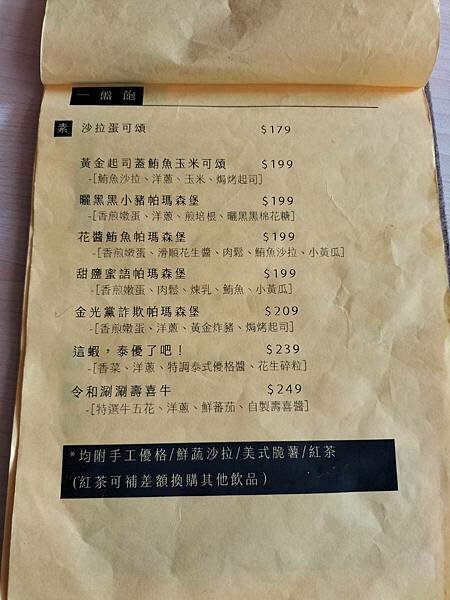 一盤飽
素 沙拉蛋可頌 $179
黃金起司蓋鮪魚玉米可頌 $199
-[鮪魚沙拉、洋蔥、玉米、焗烤起司]
曬黑黑小豬帕瑪森堡 $199
-[香煎嫩蛋、洋蔥、煎培根、曬黑黑棉花糖]
花醬鮪魚帕瑪森堡 $199
-[香煎嫩蛋、滑順花生醬、肉鬆、鮪魚沙拉、小黃瓜]
甜鹽蜜語帕瑪森堡 $199
-[香煎嫩蛋、肉鬆、煉乳、鮪魚、小黃瓜]
金光黨詐欺帕瑪森堡 $209
-[香煎嫩蛋、洋蔥、黃金炸豬、焗烤起司]
這蝦，泰優了吧！ $239
-[香菜、洋蔥、特調泰式優格醬、花生碎粒]
令和涮涮壽喜牛 $249
-[特選牛五花、洋蔥、鮮蕃茄、自製壽喜醬]
*均附手工優格/鮮蔬沙拉/美式脆薯/紅茶
(紅茶可補差額換購其他飲品)